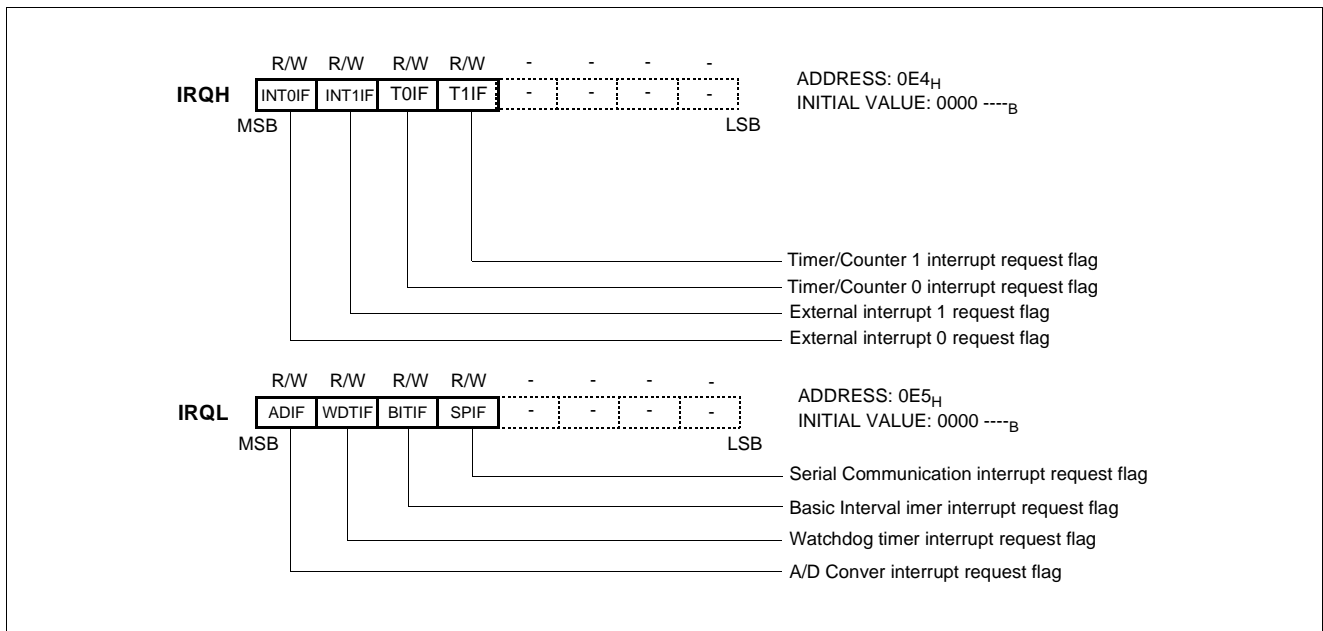 R/W R/W R/W R/W - - - -
IRQH INT0IF INT1IF T0IF T1IF - - - -
ADDRESS: 0E4H
INITIAL VALUE: 0000 ----B
MSB LSB
Timer/Counter 1 interrupt request flag
Timer/Counter 0 interrupt request flag
External interrupt 1 request flag
External interrupt 0 request flag
R/W R/W R/W R/W - - - -
IRQL ADIF WDTIF BITIF SPIF - - - -
ADDRESS: 0E5H
INITIAL VALUE: 0000 ----B
MSB LSB
Serial Communication interrupt request flag
Basic Interval imer interrupt request flag
Watchdog timer interrupt request flag
A/D Conver interrupt request flag